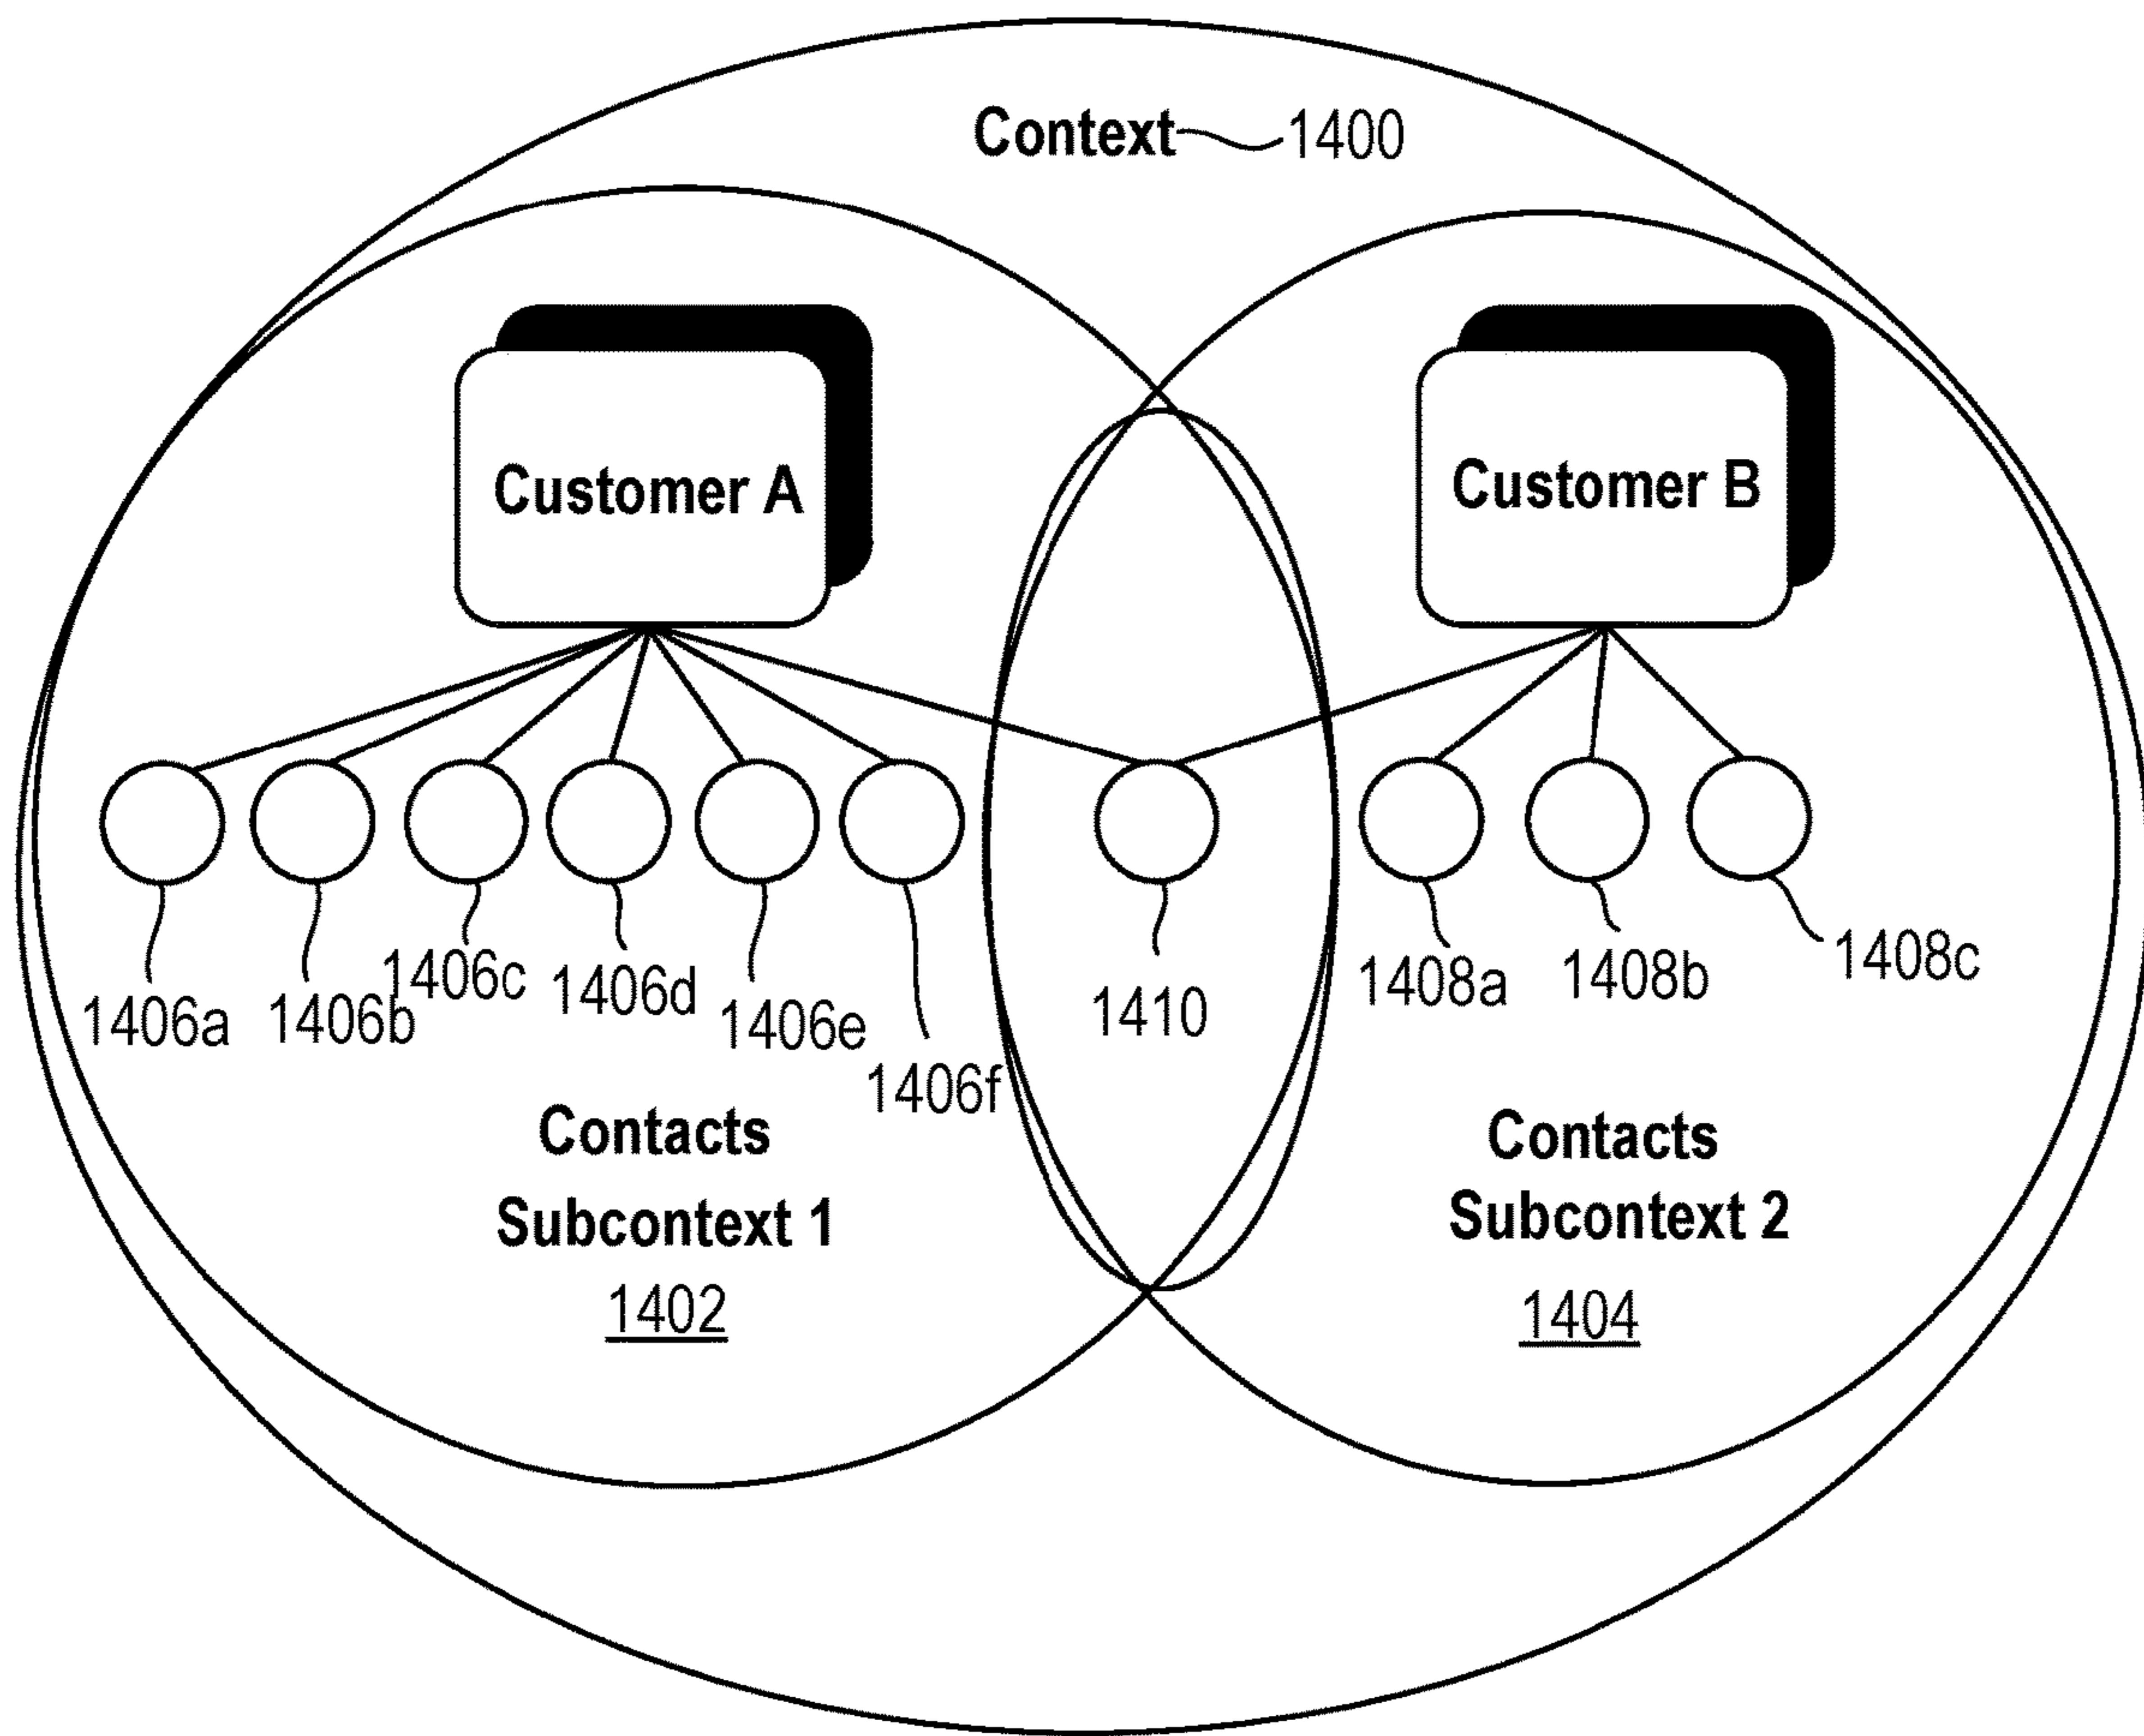 Context 1400
Customer A
Customer B
1406a
1406b
1406c
1406d
1406e
1406f
1410
1408a
1408b
1408c
Contacts
Subcontext 1
1402
Contacts
Subcontext 2
1404